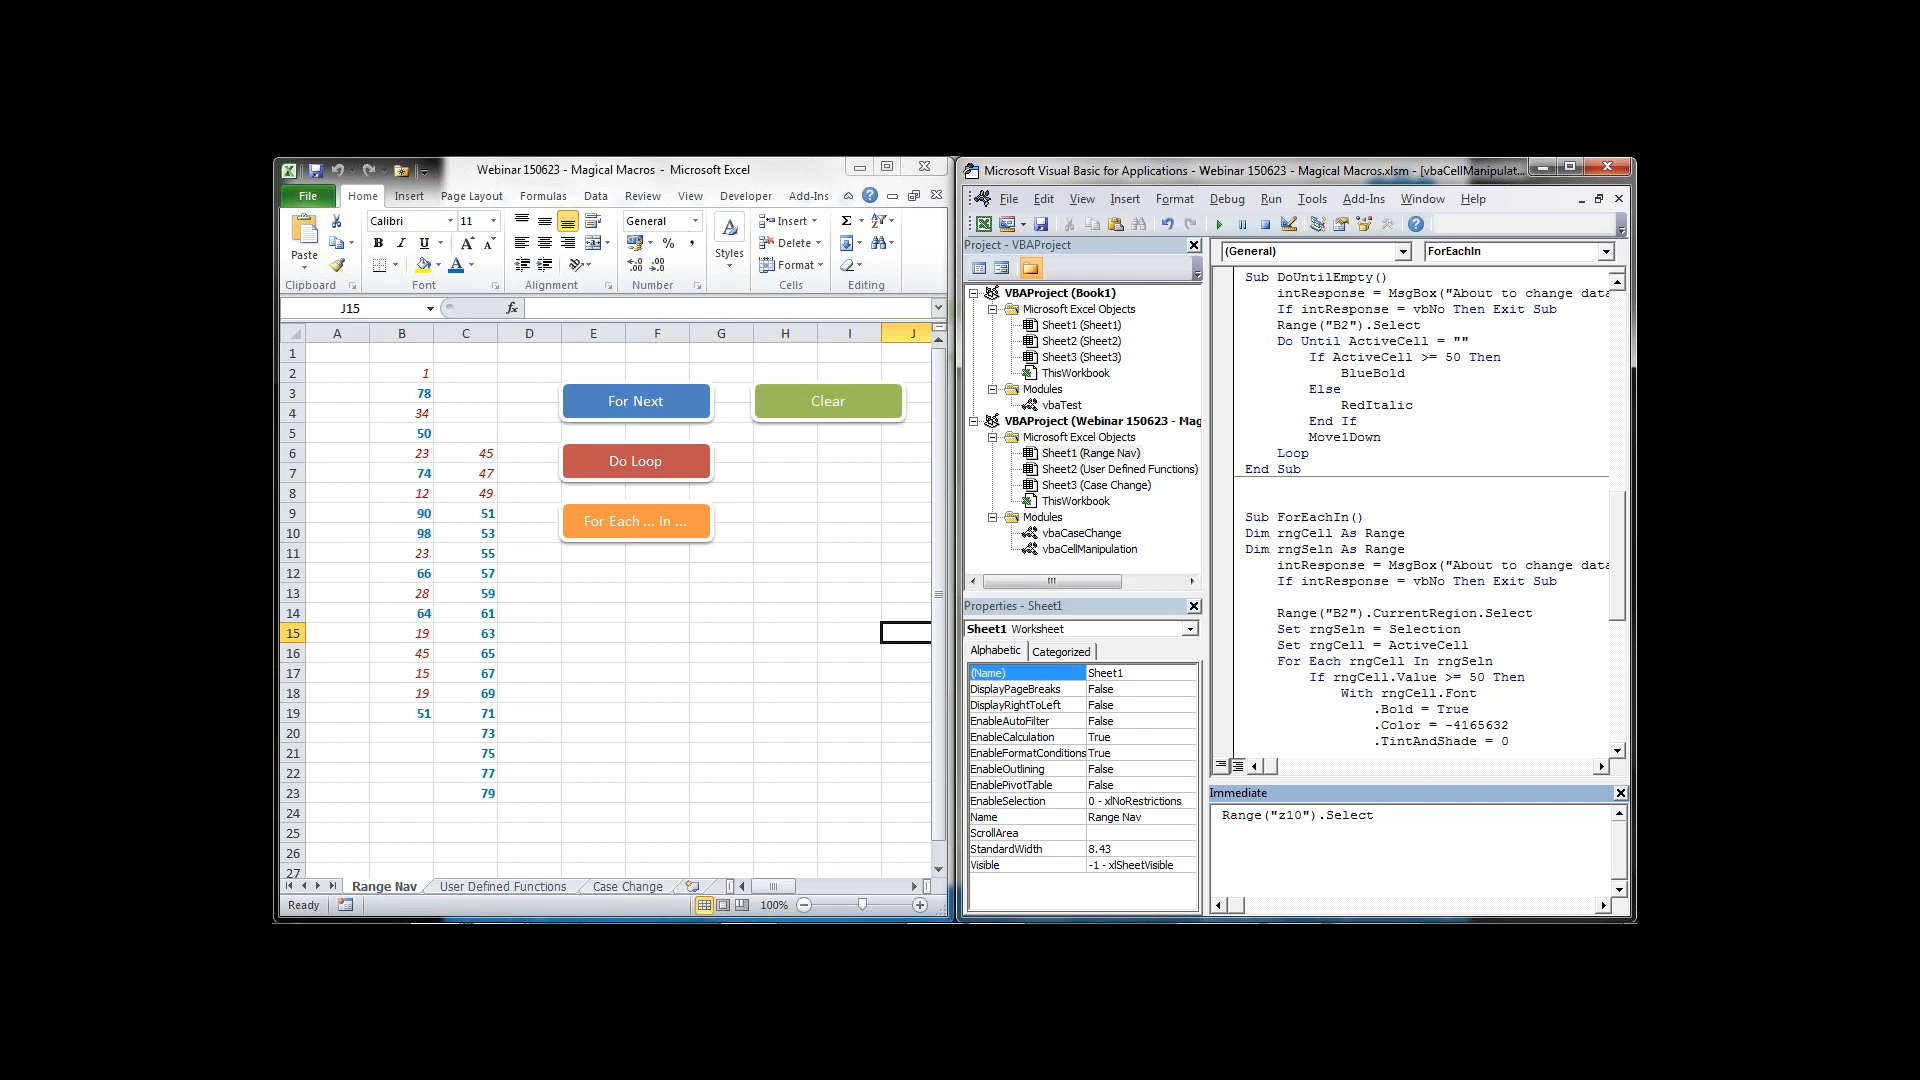 Webinar 150623 - Magical Macros - Microsoft Excel
File Home Insert Page Layout Formulas Data Review View Developer Add-Ins
Calibri 11 General Insert Σ
B I U A A % , Delete
Paste Styles
A Format
Clipboard Font Alignment Number Cells Editing
J15 fx
A B C D E F G H I J
1
2 1
3 78
For Next Clear
4 34
5 50
6 23 45
Do Loop
7 74 47
8 12 49
9 90 51
For Each ... In ...
10 98 53
11 23 55
12 66 57
13 28 59
14 64 61
15 19 63
16 45 65
17 15 67
18 19 69
19 51 71
20 73
21 75
22 77
23 79
24
25
26
27
Range Nav User Defined Functions Case Change
Ready 100%
Microsoft Visual Basic for Applications - Webinar 150623 - Magical Macros.xlsm - [vbaCellManipulat...
File Edit View Insert Format Debug Run Tools Add-Ins Window Help
Project - VBAProject
VBAProject (Book1)
Microsoft Excel Objects
Sheet1 (Sheet1)
Sheet2 (Sheet2)
Sheet3 (Sheet3)
ThisWorkbook
Modules
vbaTest
VBAProject (Webinar 150623 - Mag
Microsoft Excel Objects
Sheet1 (Range Nav)
Sheet2 (User Defined Functions)
Sheet3 (Case Change)
ThisWorkbook
Modules
vbaCaseChange
vbaCellManipulation
Properties - Sheet1
Sheet1 Worksheet
Alphabetic Categorized
(Name) Sheet1
DisplayPageBreaks False
DisplayRightToLeft False
EnableAutoFilter False
EnableCalculation True
EnableFormatConditions True
EnableOutlining False
EnablePivotTable False
EnableSelection 0 - xlNoRestrictions
Name Range Nav
ScrollArea
StandardWidth 8.43
Visible -1 - xlSheetVisible
(General) ForEachIn
Sub DoUntilEmpty()
intResponse = MsgBox("About to change data
If intResponse = vbNo Then Exit Sub
Range("B2").Select
Do Until ActiveCell = ""
If ActiveCell >= 50 Then
BlueBold
Else
RedItalic
End If
Move1Down
Loop
End Sub
Sub ForEachIn()
Dim rngCell As Range
Dim rngSeln As Range
intResponse = MsgBox("About to change data
If intResponse = vbNo Then Exit Sub
Range("B2").CurrentRegion.Select
Set rngSeln = Selection
Set rngCell = ActiveCell
For Each rngCell In rngSeln
If rngCell.Value >= 50 Then
With rngCell.Font
.Bold = True
.Color = -4165632
.TintAndShade = 0
Immediate
Range("z10").Select